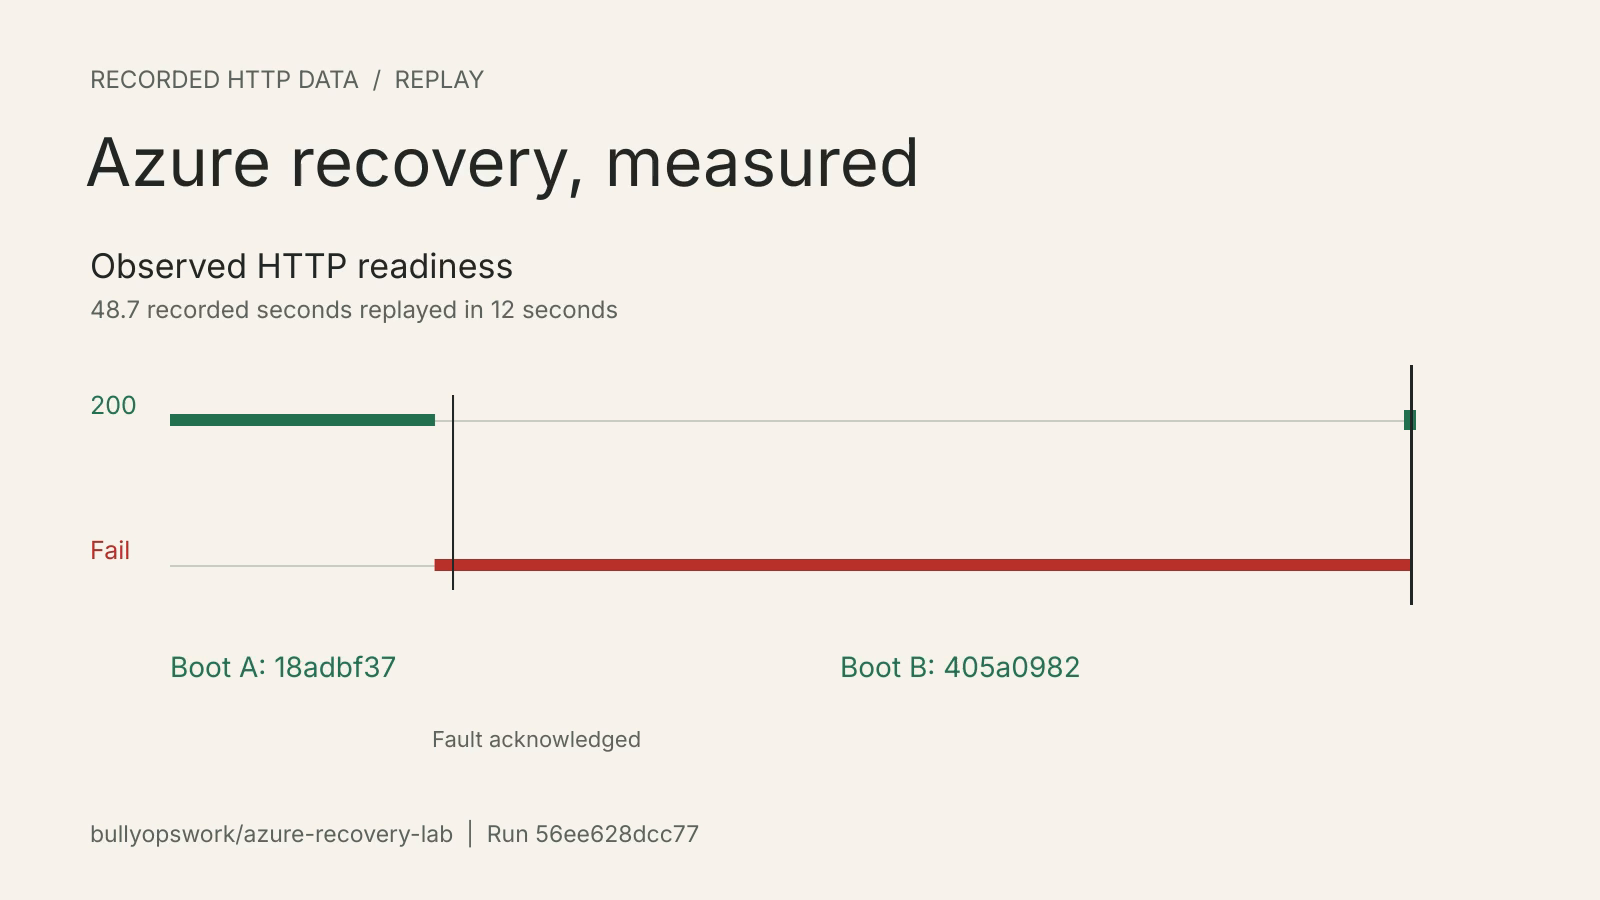 RECORDED HTTP DATA / REPLAY
Azure recovery, measured
Observed HTTP readiness
48.7 recorded seconds replayed in 12 seconds
200
Fail
Boot A: 18adbf37
Boot B: 405a0982
Fault acknowledged
bullyopswork/azure-recovery-lab | Run 56ee628dcc77